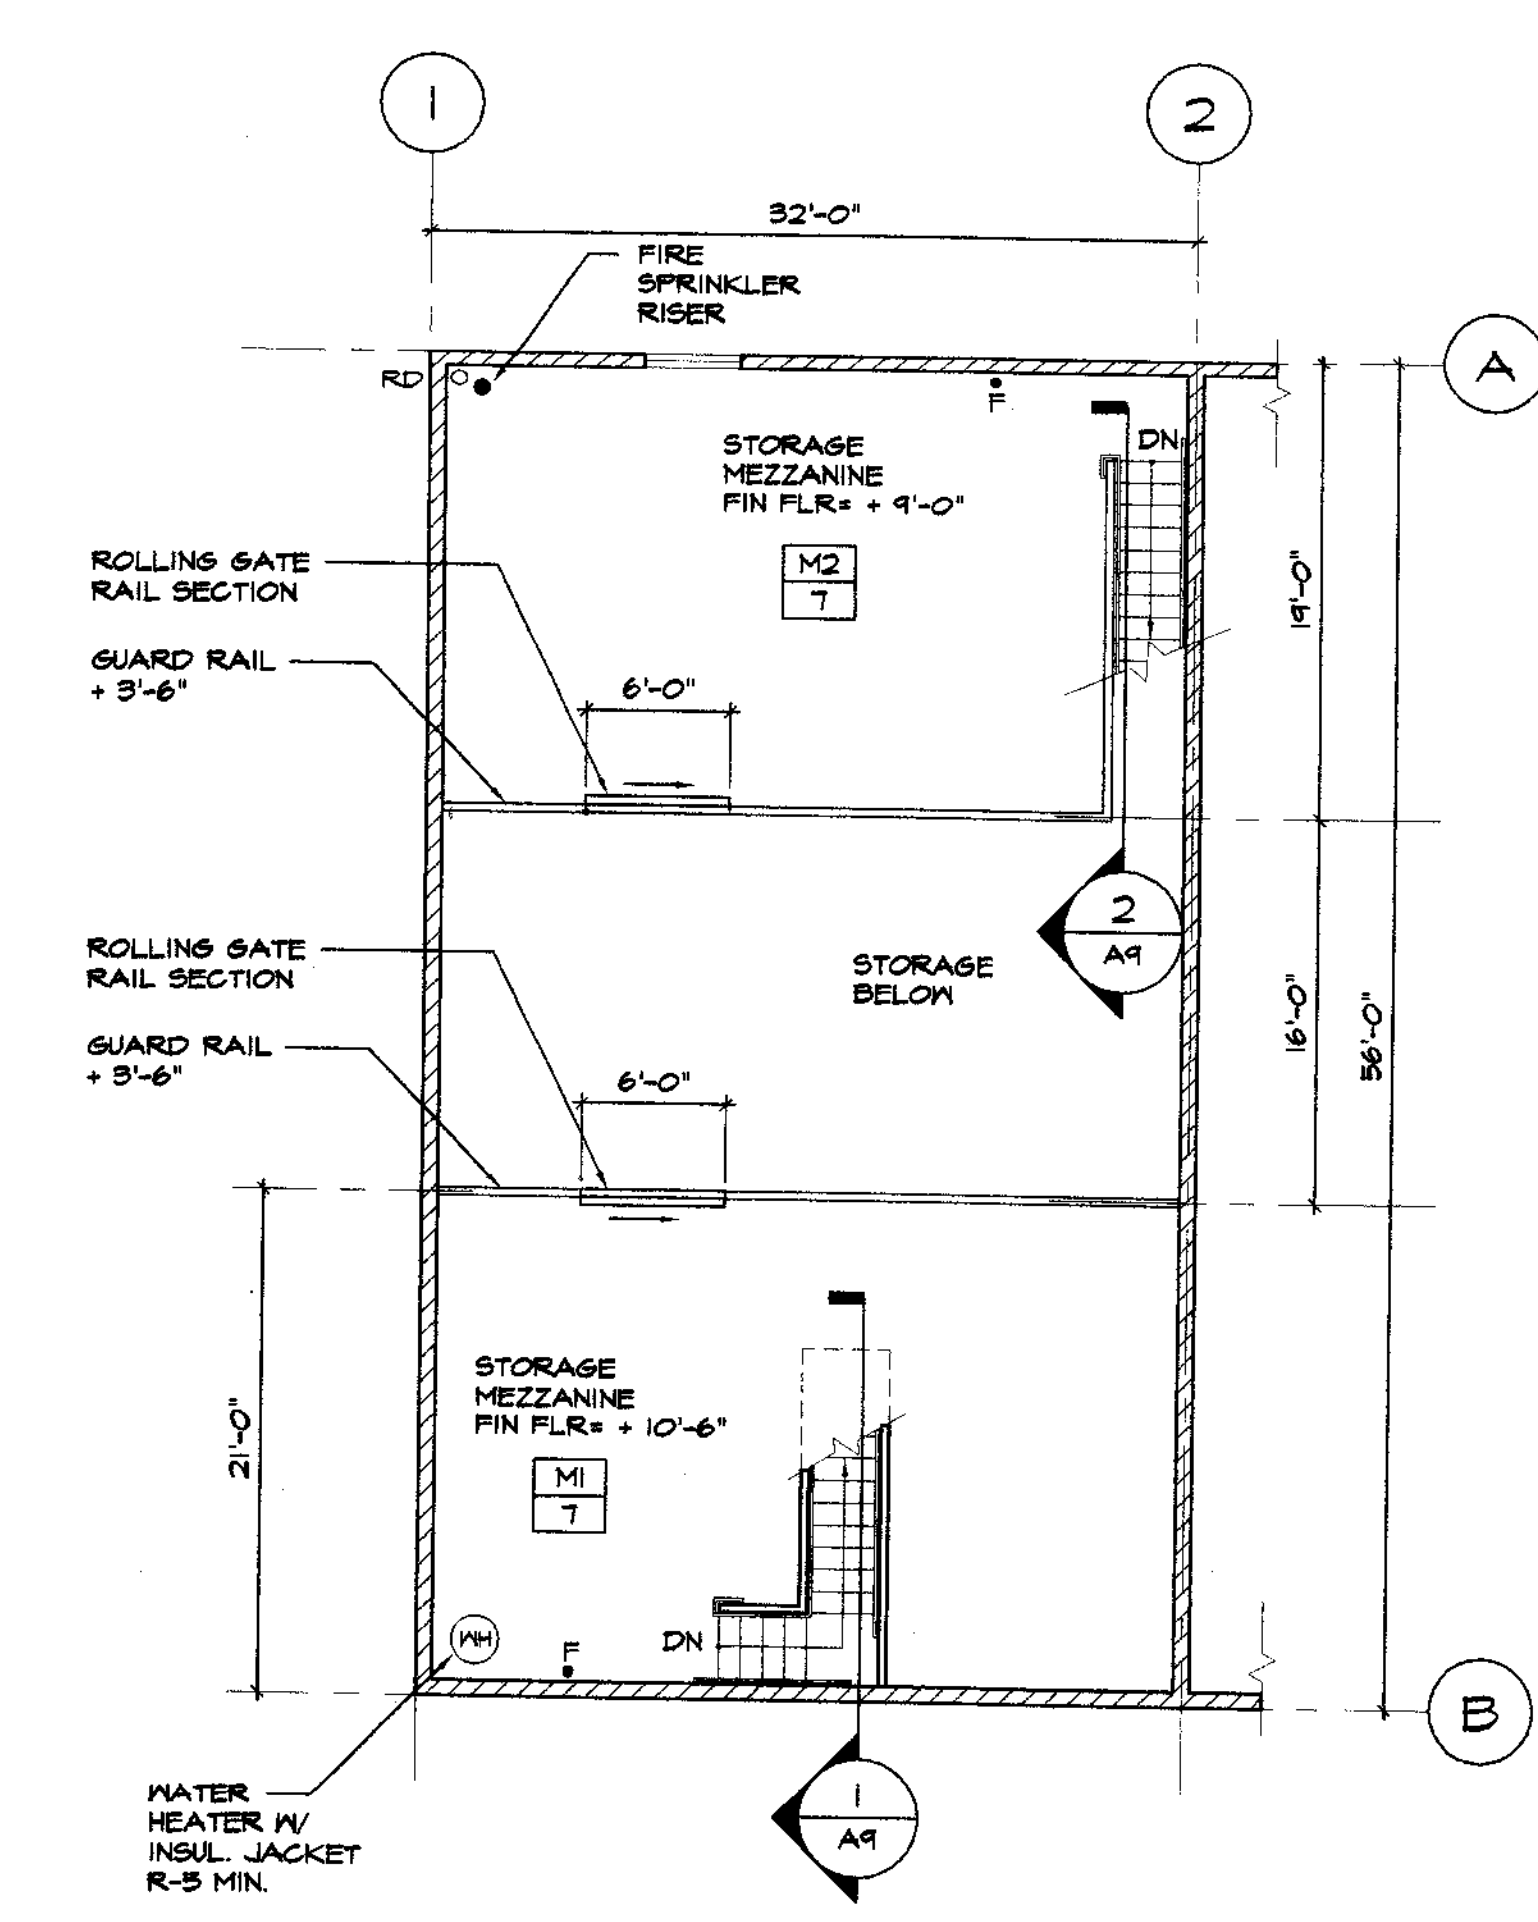 1
2
32'-0"
FIRE
SPRINKLER
RISER
A
RD
F
DN
STORAGE
MEZZANINE
FIN FLR= + 9'-0"
M2
7
ROLLING GATE
RAIL SECTION
19'-0"
GUARD RAIL
+ 3'-6"
6'-0"
2
A9
ROLLING GATE
RAIL SECTION
STORAGE
BELOW
16'-0"
56'-0"
GUARD RAIL
+ 3'-6"
6'-0"
STORAGE
MEZZANINE
FIN FLR= + 10'-6"
21'-0"
M1
7
WH
F
DN
B
WATER
HEATER W/
INSUL. JACKET
R-5 MIN.
1
A9